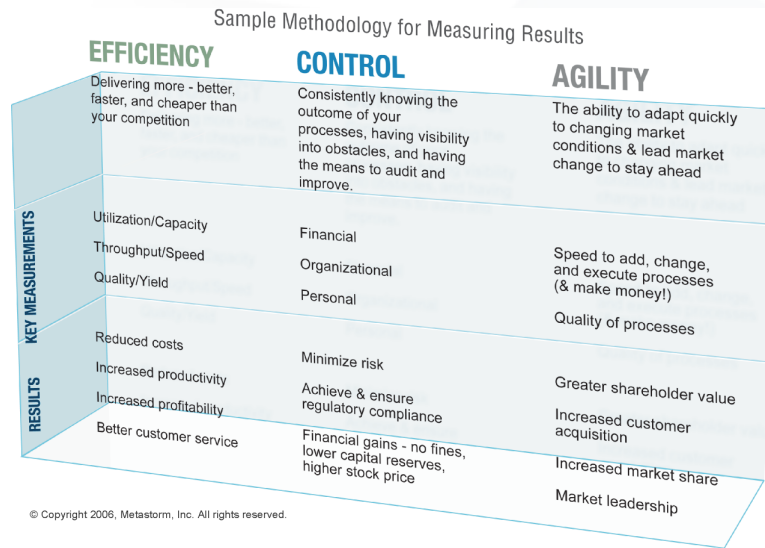 Sample Methodology for Measuring Results
EFFICIENCY
Delivering more - better,
faster, and cheaper than
your competition
CONTROL
Consistently knowing the
outcome of your
processes, having visibility
into obstacles, and having
the means to audit and
improve.
AGILITY
The ability to adapt quickly
to changing market
conditions & lead market
change to stay ahead
KEY MEASUREMENTS
Utilization/Capacity
Throughput/Speed
Quality/Yield
Financial
Organizational
Personal
Speed to add, change,
and execute processes
(& make money!)
Quality of processes
RESULTS
Reduced costs
Increased productivity
Increased profitability
Better customer service
Minimize risk
Achieve & ensure
regulatory compliance
Financial gains - no fines,
lower capital reserves,
higher stock price
Greater shareholder value
Increased customer
acquisition
Increased market share
Market leadership
© Copyright 2006, Metastorm, Inc. All rights reserved.